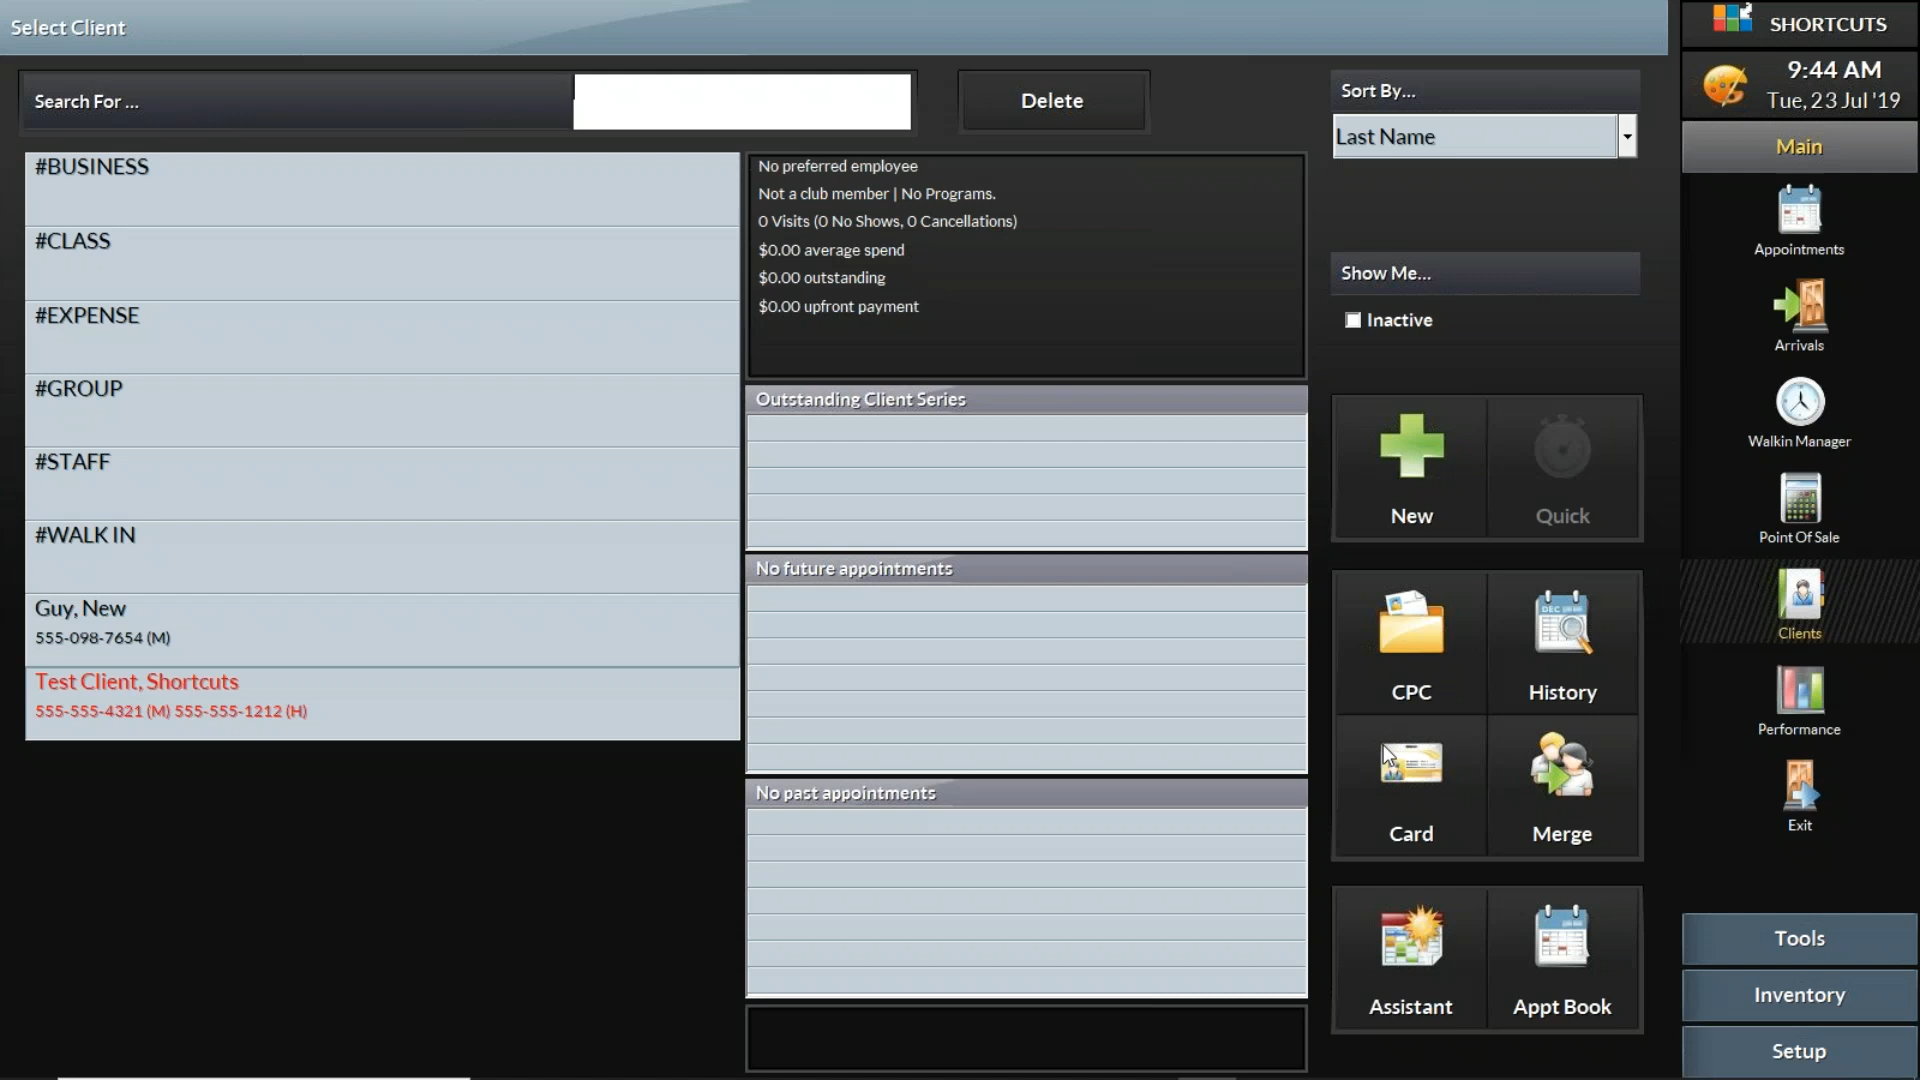 Select Client
Search For ...
Delete
#BUSINESS
#CLASS
#EXPENSE
#GROUP
#STAFF
#WALK IN
Guy, New
555-098-7654 (M)
Test Client, Shortcuts
555-555-4321 (M) 555-555-1212 (H)
No preferred employee
Not a club member | No Programs.
0 Visits (0 No Shows, 0 Cancellations)
$0.00 average spend
$0.00 outstanding
$0.00 upfront payment
Outstanding Client Series
No future appointments
No past appointments
Sort By...
Last Name
Show Me...
Inactive
New
Quick
CPC
DEC
History
Card
Merge
Assistant
Appt Book
SHORTCUTS
9:44 AM
Tue, 23 Jul '19
Main
Appointments
Arrivals
Walkin Manager
Point Of Sale
Clients
Performance
Exit
Tools
Inventory
Setup